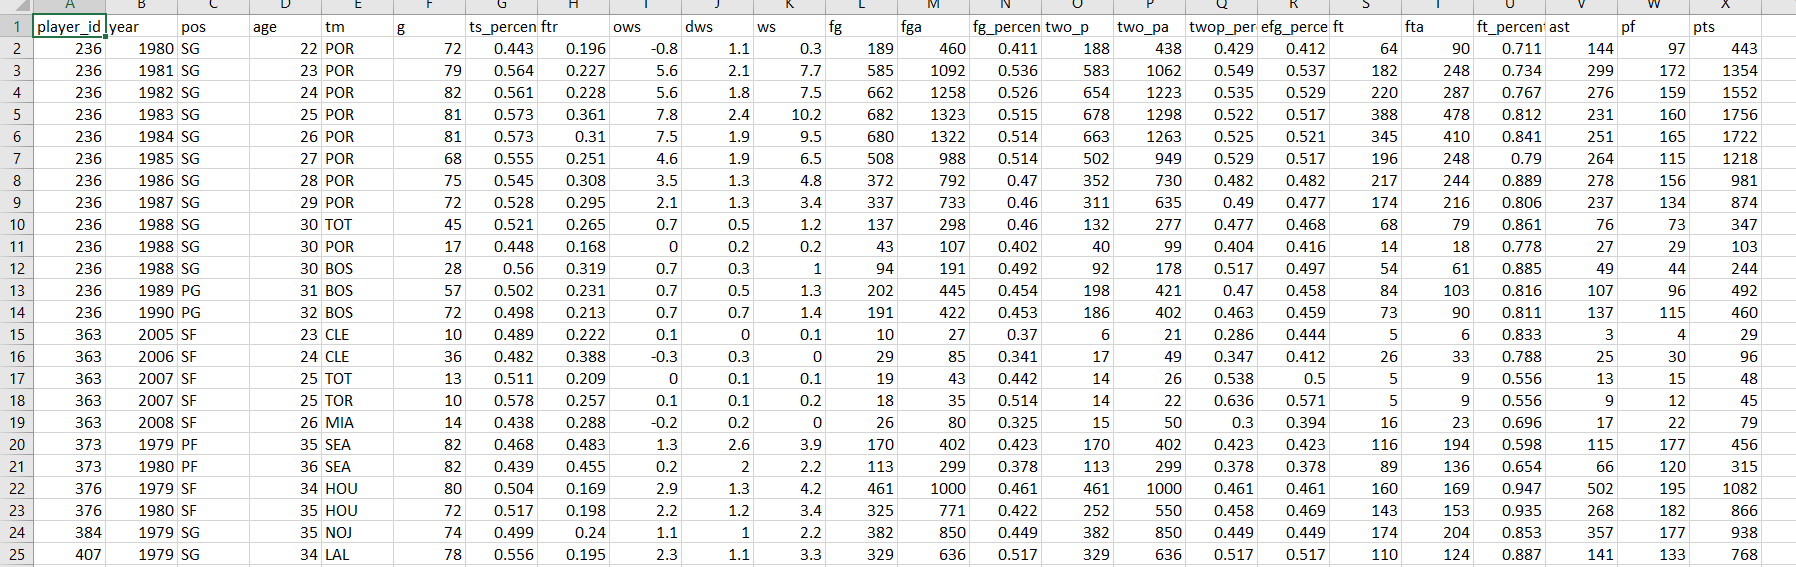 A B C D E F G H I J K L M N O P Q R S T U V W X
1 player_id year pos age tm g ts_percen ftr ows dws ws fg fga fg_percen two_p two_pa twop_per efg_perce ft fta ft_percent ast pf pts
2 236 1980 SG 22 POR 72 0.443 0.196 -0.8 1.1 0.3 189 460 0.411 188 438 0.429 0.412 64 90 0.711 144 97 443
3 236 1981 SG 23 POR 79 0.564 0.227 5.6 2.1 7.7 585 1092 0.536 583 1062 0.549 0.537 182 248 0.734 299 172 1354
4 236 1982 SG 24 POR 82 0.561 0.228 5.6 1.8 7.5 662 1258 0.526 654 1223 0.535 0.529 220 287 0.767 276 159 1552
5 236 1983 SG 25 POR 81 0.573 0.361 7.8 2.4 10.2 682 1323 0.515 678 1298 0.522 0.517 388 478 0.812 231 160 1756
6 236 1984 SG 26 POR 81 0.573 0.31 7.5 1.9 9.5 680 1322 0.514 663 1263 0.525 0.521 345 410 0.841 251 165 1722
7 236 1985 SG 27 POR 68 0.555 0.251 4.6 1.9 6.5 508 988 0.514 502 949 0.529 0.517 196 248 0.79 264 115 1218
8 236 1986 SG 28 POR 75 0.545 0.308 3.5 1.3 4.8 372 792 0.47 352 730 0.482 0.482 217 244 0.889 278 156 981
9 236 1987 SG 29 POR 72 0.528 0.295 2.1 1.3 3.4 337 733 0.46 311 635 0.49 0.477 174 216 0.806 237 134 874
10 236 1988 SG 30 TOT 45 0.521 0.265 0.7 0.5 1.2 137 298 0.46 132 277 0.477 0.468 68 79 0.861 76 73 347
11 236 1988 SG 30 POR 17 0.448 0.168 0 0.2 0.2 43 107 0.402 40 99 0.404 0.416 14 18 0.778 27 29 103
12 236 1988 SG 30 BOS 28 0.56 0.319 0.7 0.3 1 94 191 0.492 92 178 0.517 0.497 54 61 0.885 49 44 244
13 236 1989 PG 31 BOS 57 0.502 0.231 0.7 0.5 1.3 202 445 0.454 198 421 0.47 0.458 84 103 0.816 107 96 492
14 236 1990 PG 32 BOS 72 0.498 0.213 0.7 0.7 1.4 191 422 0.453 186 402 0.463 0.459 73 90 0.811 137 115 460
15 363 2005 SF 23 CLE 10 0.489 0.222 0.1 0 0.1 10 27 0.37 6 21 0.286 0.444 5 6 0.833 3 4 29
16 363 2006 SF 24 CLE 36 0.482 0.388 -0.3 0.3 0 29 85 0.341 17 49 0.347 0.412 26 33 0.788 25 30 96
17 363 2007 SF 25 TOT 13 0.511 0.209 0 0.1 0.1 19 43 0.442 14 26 0.538 0.5 5 9 0.556 13 15 48
18 363 2007 SF 25 TOR 10 0.578 0.257 0.1 0.1 0.2 18 35 0.514 14 22 0.636 0.571 5 9 0.556 9 12 45
19 363 2008 SF 26 MIA 14 0.438 0.288 -0.2 0.2 0 26 80 0.325 15 50 0.3 0.394 16 23 0.696 17 22 79
20 373 1979 PF 35 SEA 82 0.468 0.483 1.3 2.6 3.9 170 402 0.423 170 402 0.423 0.423 116 194 0.598 115 177 456
21 373 1980 PF 36 SEA 82 0.439 0.455 0.2 2 2.2 113 299 0.378 113 299 0.378 0.378 89 136 0.654 66 120 315
22 376 1979 SF 34 HOU 80 0.504 0.169 2.9 1.3 4.2 461 1000 0.461 461 1000 0.461 0.461 160 169 0.947 502 195 1082
23 376 1980 SF 35 HOU 72 0.517 0.198 2.2 1.2 3.4 325 771 0.422 252 550 0.458 0.469 143 153 0.935 268 182 866
24 384 1979 SG 35 NOJ 74 0.499 0.24 1.1 1 2.2 382 850 0.449 382 850 0.449 0.449 174 204 0.853 357 177 938
25 407 1979 SG 34 LAL 78 0.556 0.195 2.3 1.1 3.3 329 636 0.517 329 636 0.517 0.517 110 124 0.887 141 133 768